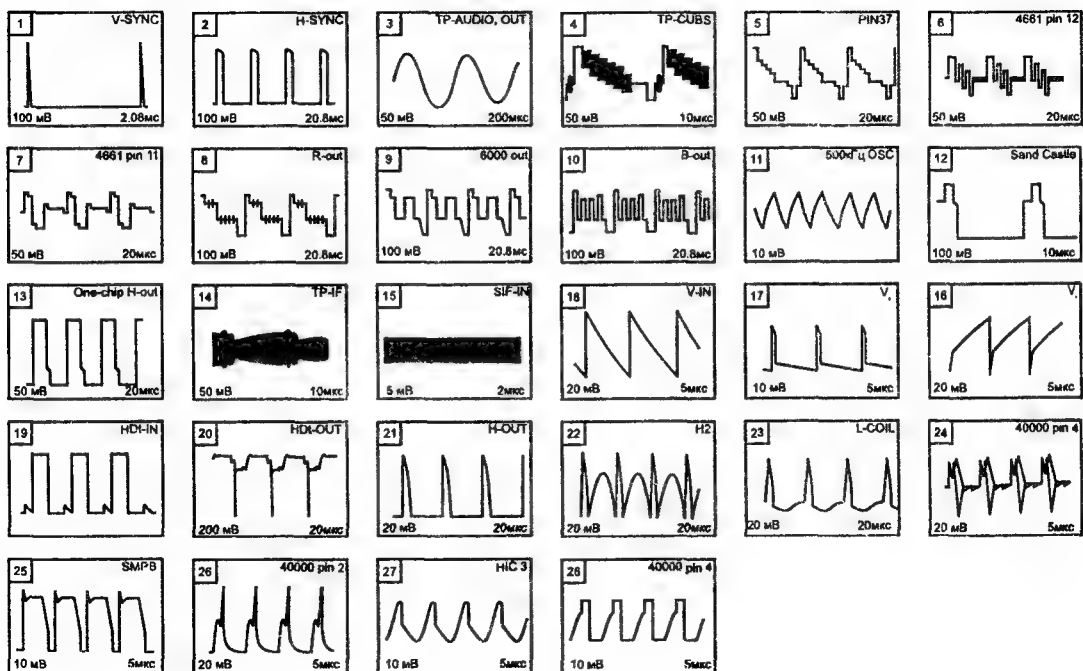 1 V-SYNC
100 мВ 2.08мс
2 H-SYNC
100 мВ 20.8мс
3 TP-AUDIO, OUT
50 мВ 200мкс
4 TP-CUBS
50 мВ 10мкс
5 PIN37
50 мВ 20мкс
6 4661 pin 12
50 мВ 20мкс
7 4661 pin 11
50 мВ 20мкс
8 R-out
100 мВ 20.8мкс
9 6000 out
100 мВ 20.8мкс
10 B-out
100 мВ 20.8мкс
11 500кГц OSC
10 мВ
12 Sand Castle
100 мВ 10мкс
13 One-chip H-out
50 мВ 20мкс
14 TP-IF
50 мВ 10мкс
15 SIF-IN
5 мВ 2мкс
18 V-IN
20 мВ 5мкс
17
10 мВ 5мкс
16
20 мВ 5мкс
19 HDI-IN
20 HDI-OUT
200 мВ 20мкс
21 H-OUT
20 мВ 20мкс
22 H2
20 мВ 20мкс
23 L-COIL
20 мВ 20мкс
24 40000 pin 4
20 мВ 5мкс
25 SMPB
10 мВ 5мкс
26 40000 pin 2
20 мВ 5мкс
27 HIC 3
10 мВ 5мкс
28 40000 pin 4
10 мВ 5мкс